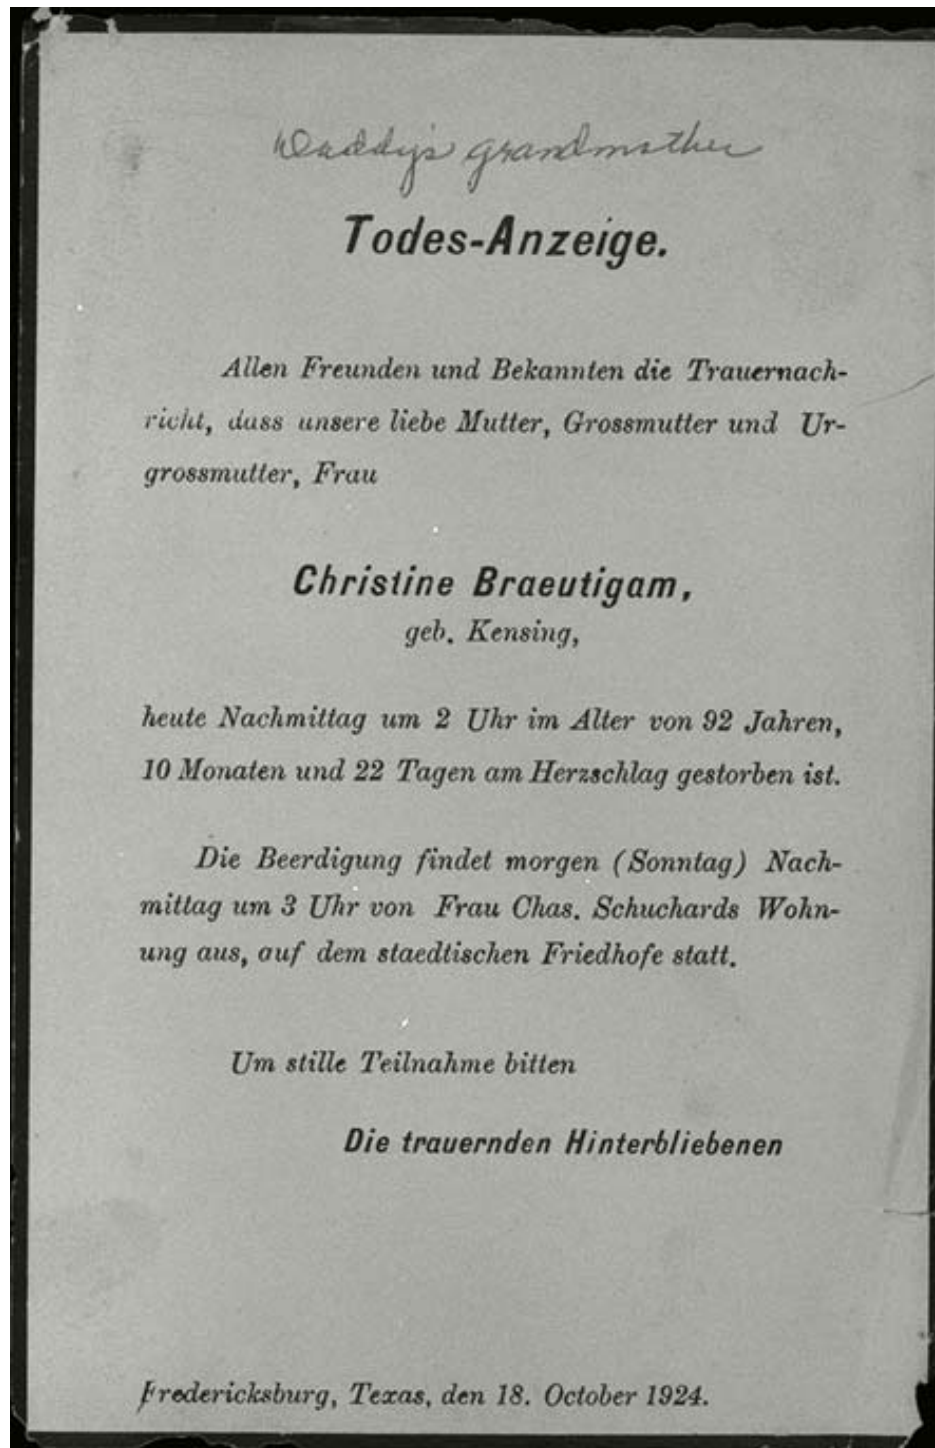 Daddy's grandmother
Todes-Anzeige.
Allen Freunden und Bekannten die Trauernach-
richt, dass unsere liebe Mutter, Grossmutter und Ur-
grossmutter, Frau
Christine Braeutigam,
geb. Kensing,
heute Nachmittag um 2 Uhr im Alter von 92 Jahren,
10 Monaten und 22 Tagen am Herzschlag gestorben ist.
Die Beerdigung findet morgen (Sonntag) Nach-
mittag um 3 Uhr von Frau Chas. Schuchards Wohn-
ung aus, auf dem staedtischen Friedhofe statt.
Um stille Teilnahme bitten
Die trauernden Hinterbliebenen
Fredericksburg, Texas, den 18. October 1924.